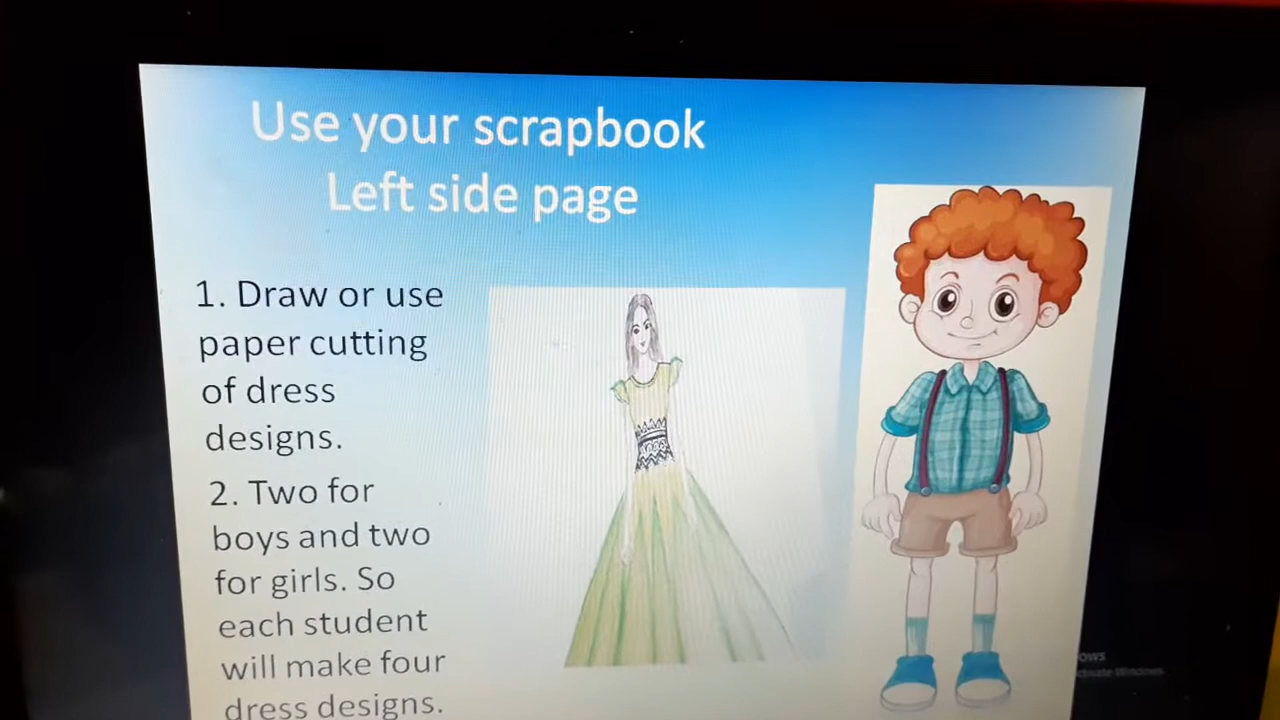 Use your scrapbook
Left side page
1. Draw or use
paper cutting
of dress
designs.
2. Two for
boys and two
for girls. So
each student
will make four
dress designs.